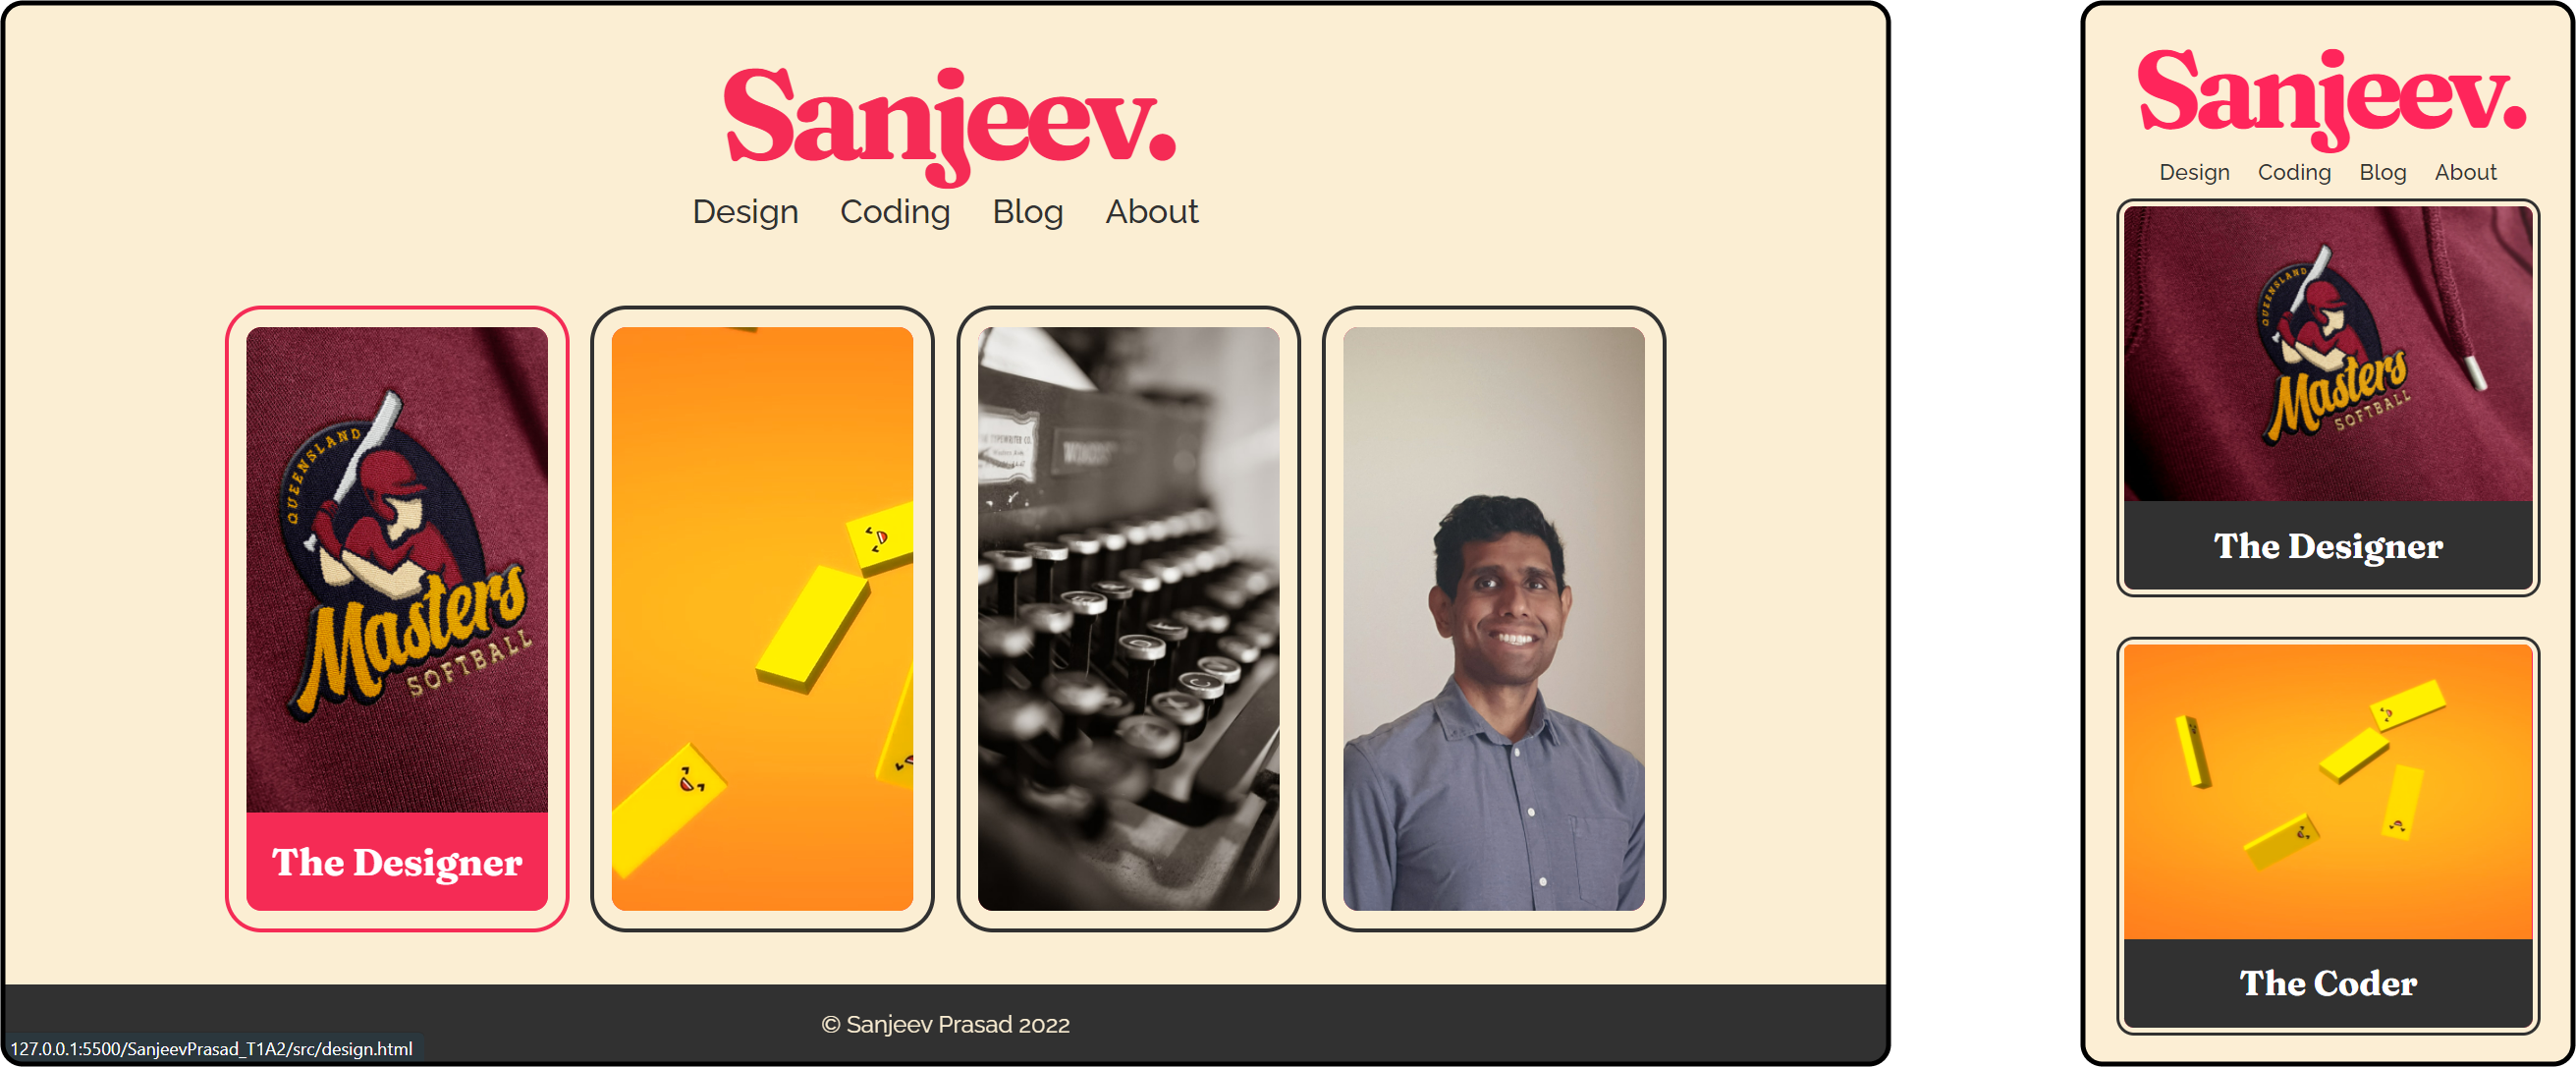 Sanjeev.
Design Coding Blog About
QUEENSLAND
Masters
SOFTBALL
The Designer
© Sanjeev Prasad 2022
127.0.0.1:5500/SanjeevPrasad_T1A2/src/design.html
Sanjeev.
Design Coding Blog About
QUEENSLAND
Masters
SOFTBALL
The Designer
The Coder